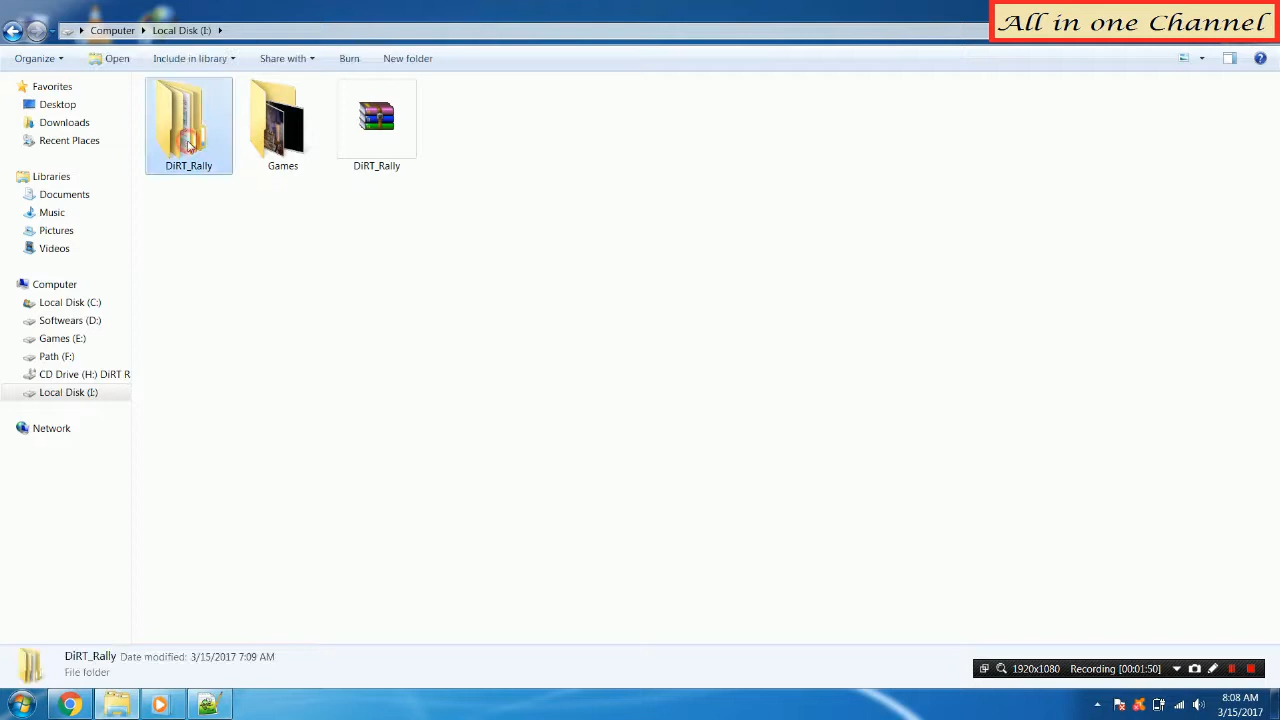 All in one Channel
Computer
Local Disk (I:)
Organize
Open
Include in library
Share with
Burn
New folder
Favorites
Desktop
Downloads
Recent Places
Libraries
Documents
Music
Pictures
Videos
Computer
Local Disk (C:)
Softwears (D:)
Games (E:)
Path (F:)
CD Drive (H:) DiRT R
Local Disk (I:)
Network
DiRT_Rally
Games
DiRT_Rally
DiRT_Rally Date modified: 3/15/2017 7:09 AM
File folder
1920x1080 Recording [00:01:50]
8:08 AM
3/15/2017